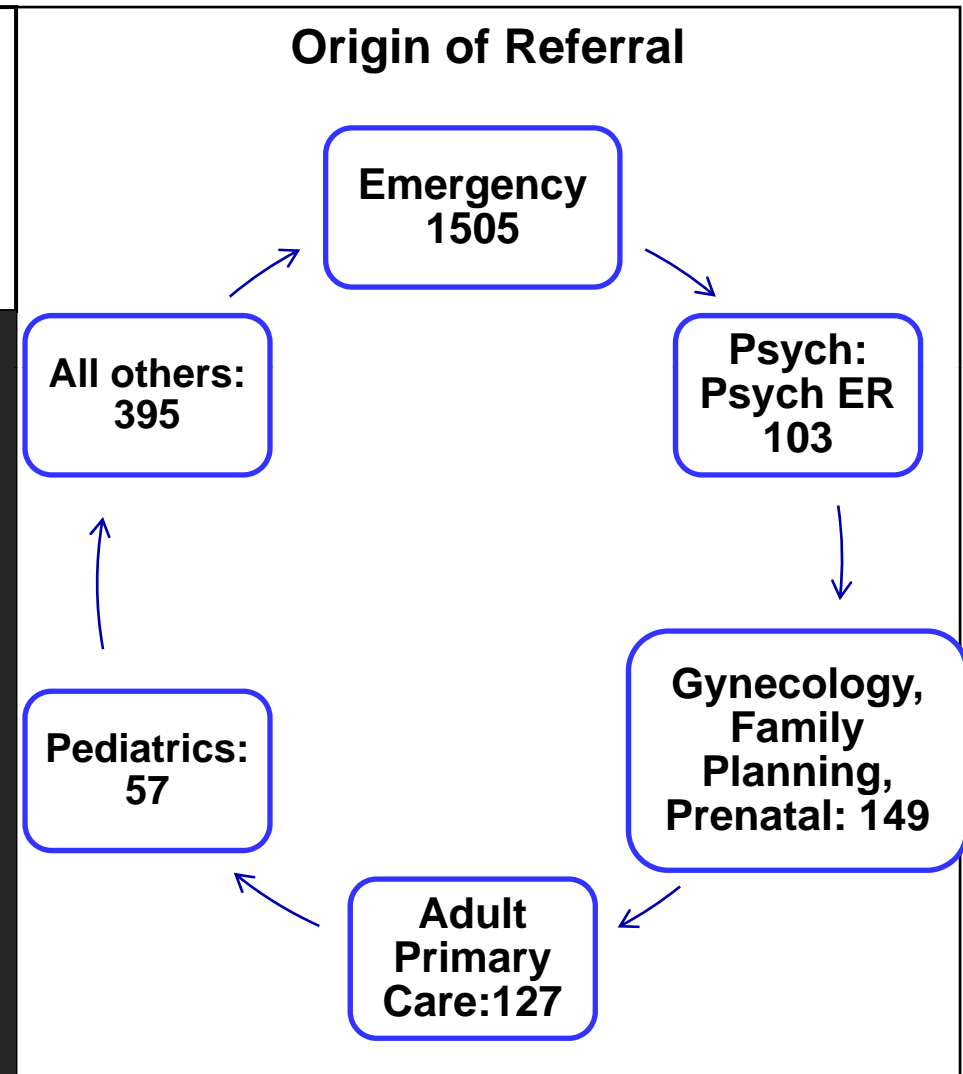 Origin of Referral
Emergency
1505
Psych:
Psych ER
103
Gynecology,
Family
Planning,
Prenatal: 149
Adult
Primary
Care:127
Pediatrics:
57
All others:
395